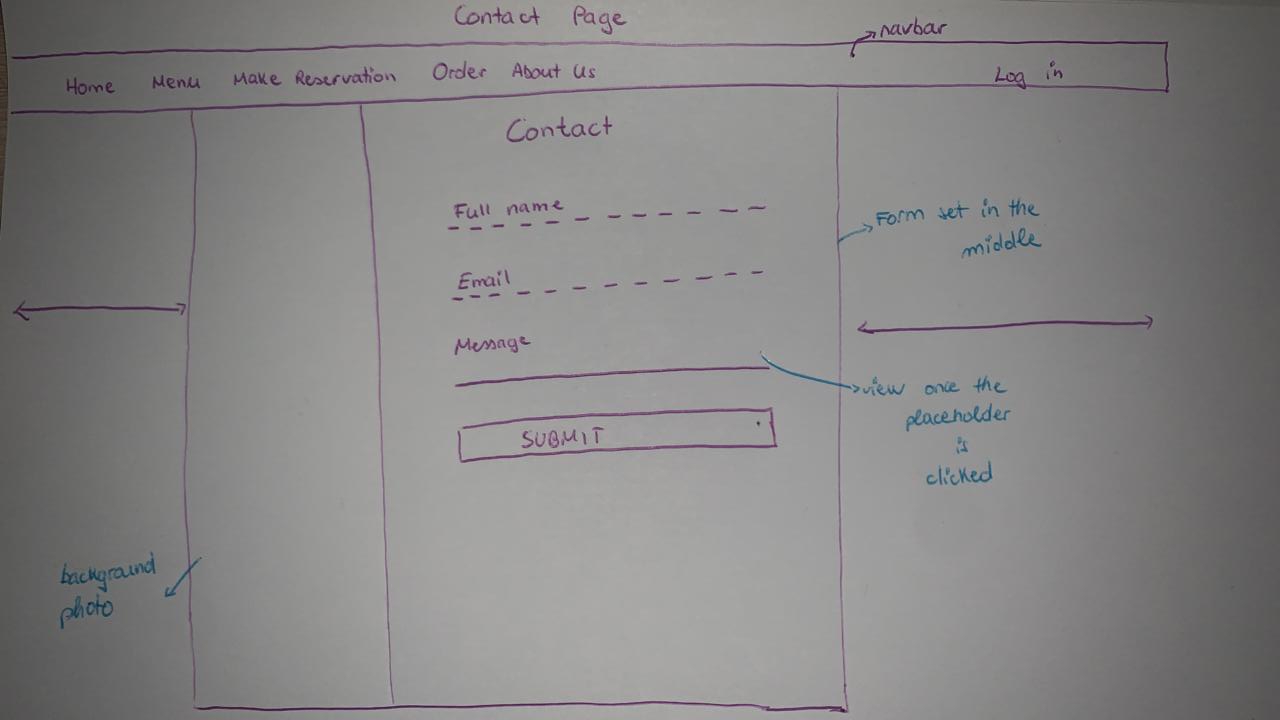 Contact Page
navbar
Home Menu Make Reservation Order About Us Log in
Contact
Full name
Form set in the
middle
Email
Message
view once the
placeholder
is
clicked
SUBMIT
background
photo